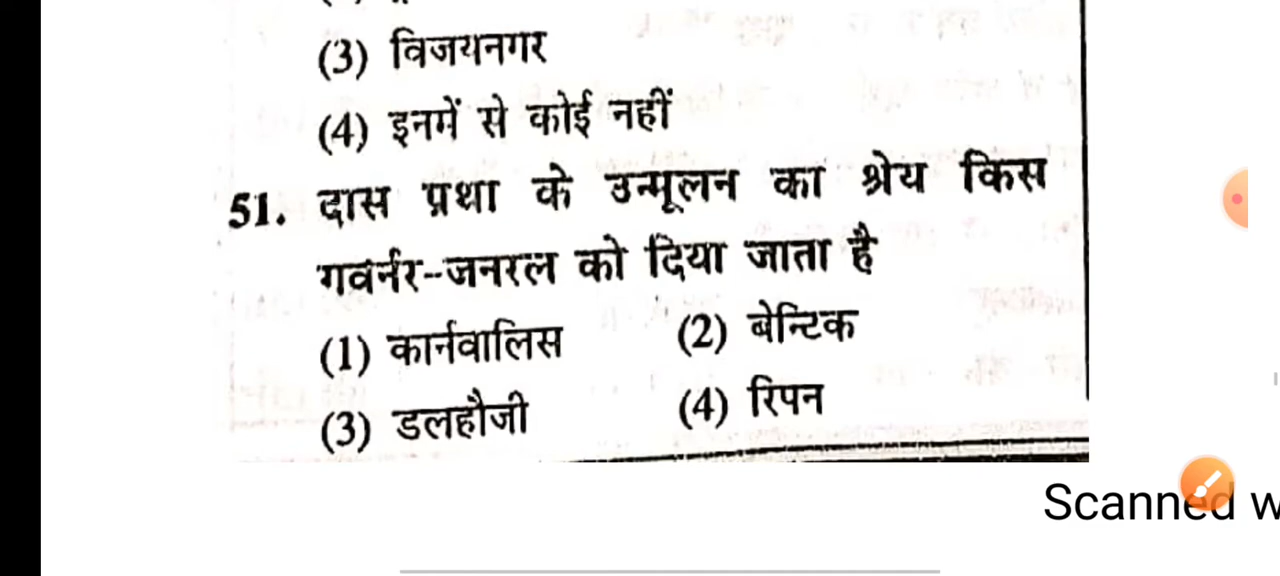 (3) विजयनगर
(4) इनमें से कोई नहीं
51. दास प्रथा के उन्मूलन का श्रेय किस
गवर्नर-जनरल को दिया जाता है
(1) कार्नवालिस (2) बेन्टिक
(3) डलहौजी (4) रिपन
Scanned w